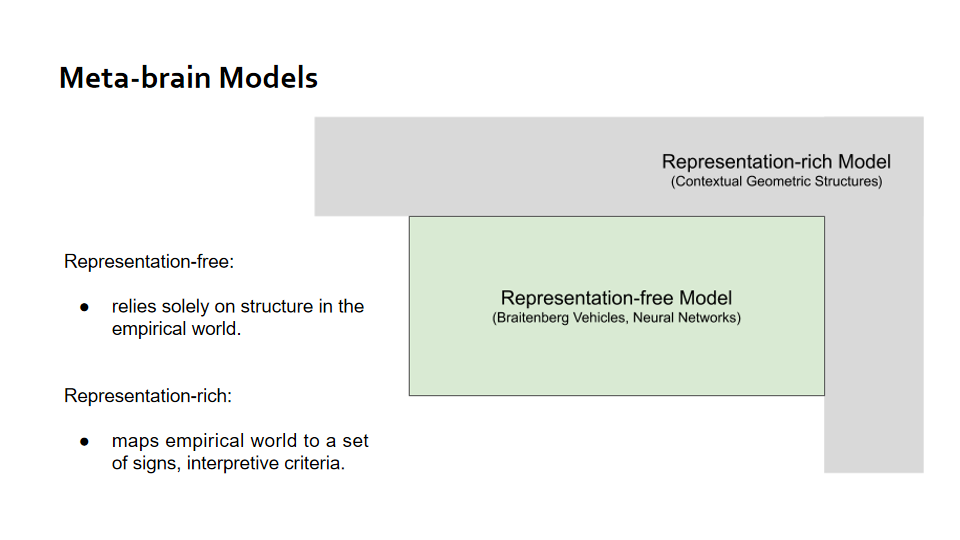 Meta-brain Models
Representation-rich Model
(Contextual Geometric Structures)
Representation-free Model
(Braitenberg Vehicles, Neural Networks)
Representation-free:
● relies solely on structure in the
empirical world.
Representation-rich:
● maps empirical world to a set
of signs, interpretive criteria.